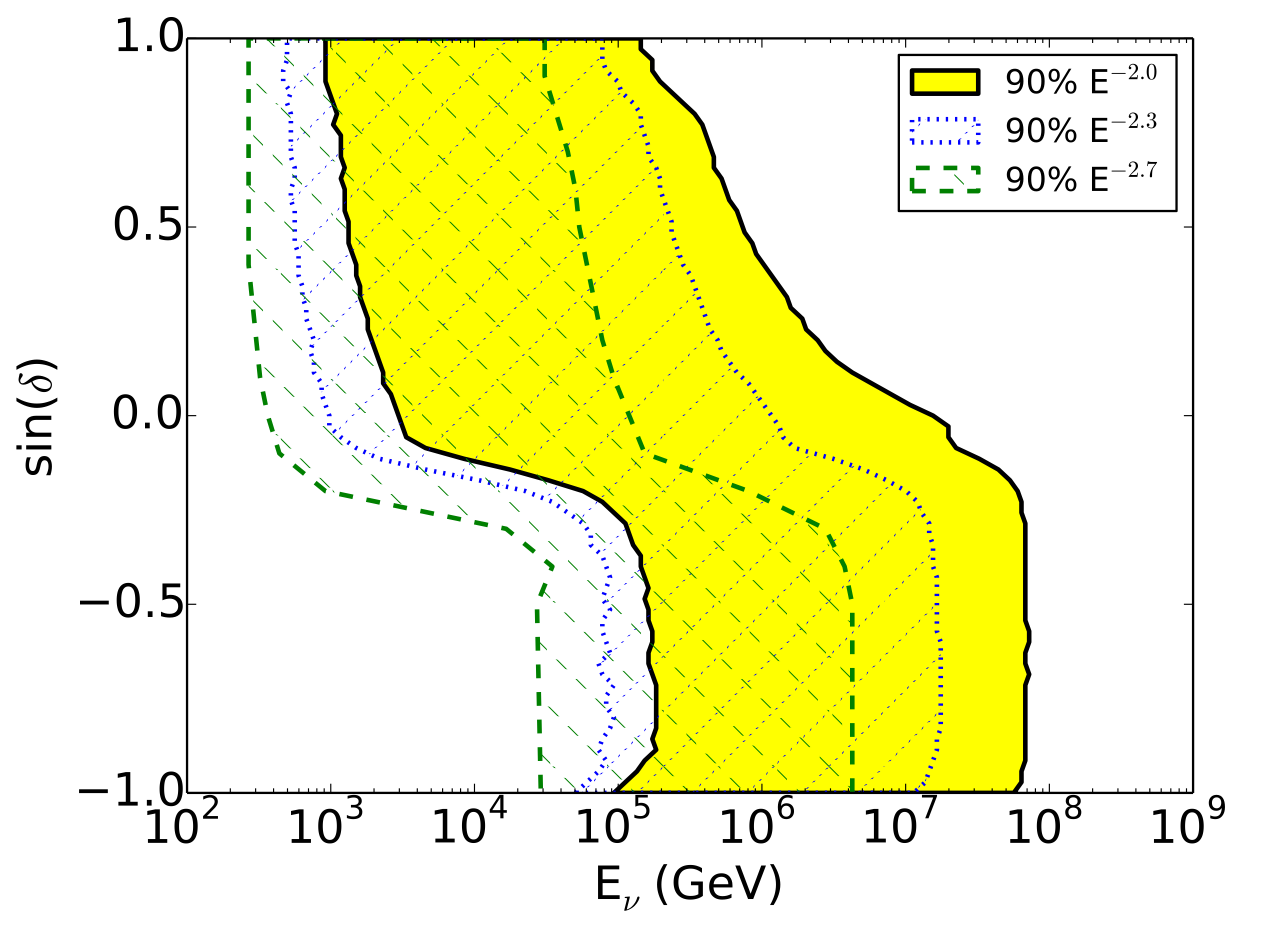 1.0
0.5
0.0
−0.5
−1.0
sin(δ)
10² 10³ 10⁴ 10⁵ 10⁶ 10⁷ 10⁸ 10⁹
E_ν (GeV)
90% E⁻²·⁰
90% E⁻²·³
90% E⁻²·⁷